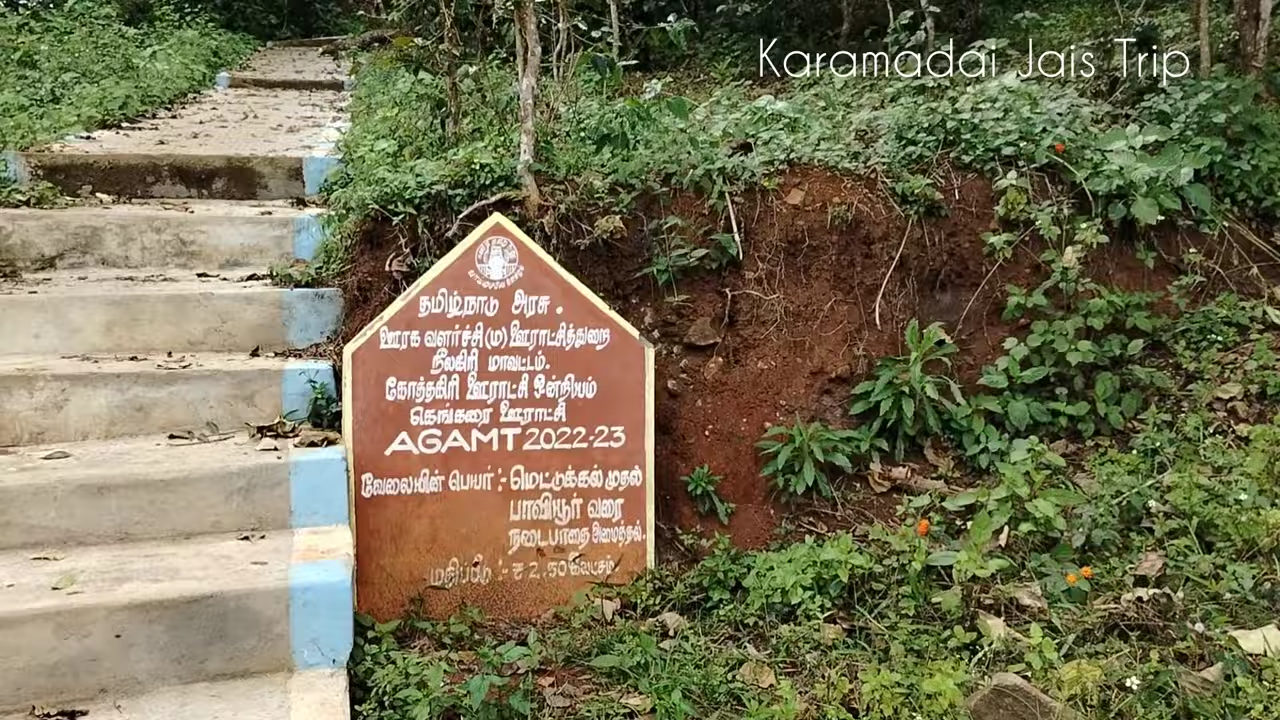 Karamadai Jais Trip
தமிழ்நாடு அரசு.
ஊரக வளர்ச்சி(ம)ஊராட்சித்துறை
நீலகிரி மாவட்டம்.
கோத்தகிரி ஊராட்சி ஒன்றியம்
கெங்கரை ஊராட்சி
AGAMT 2022-23
வேலையின் பெயர் :- மெட்டுக்கல் முதல்
பாவியூர் வரை
நடைபாதை அமைத்தல்.
மதிப்பீடு :- ₹ 2.50 இலட்சம்